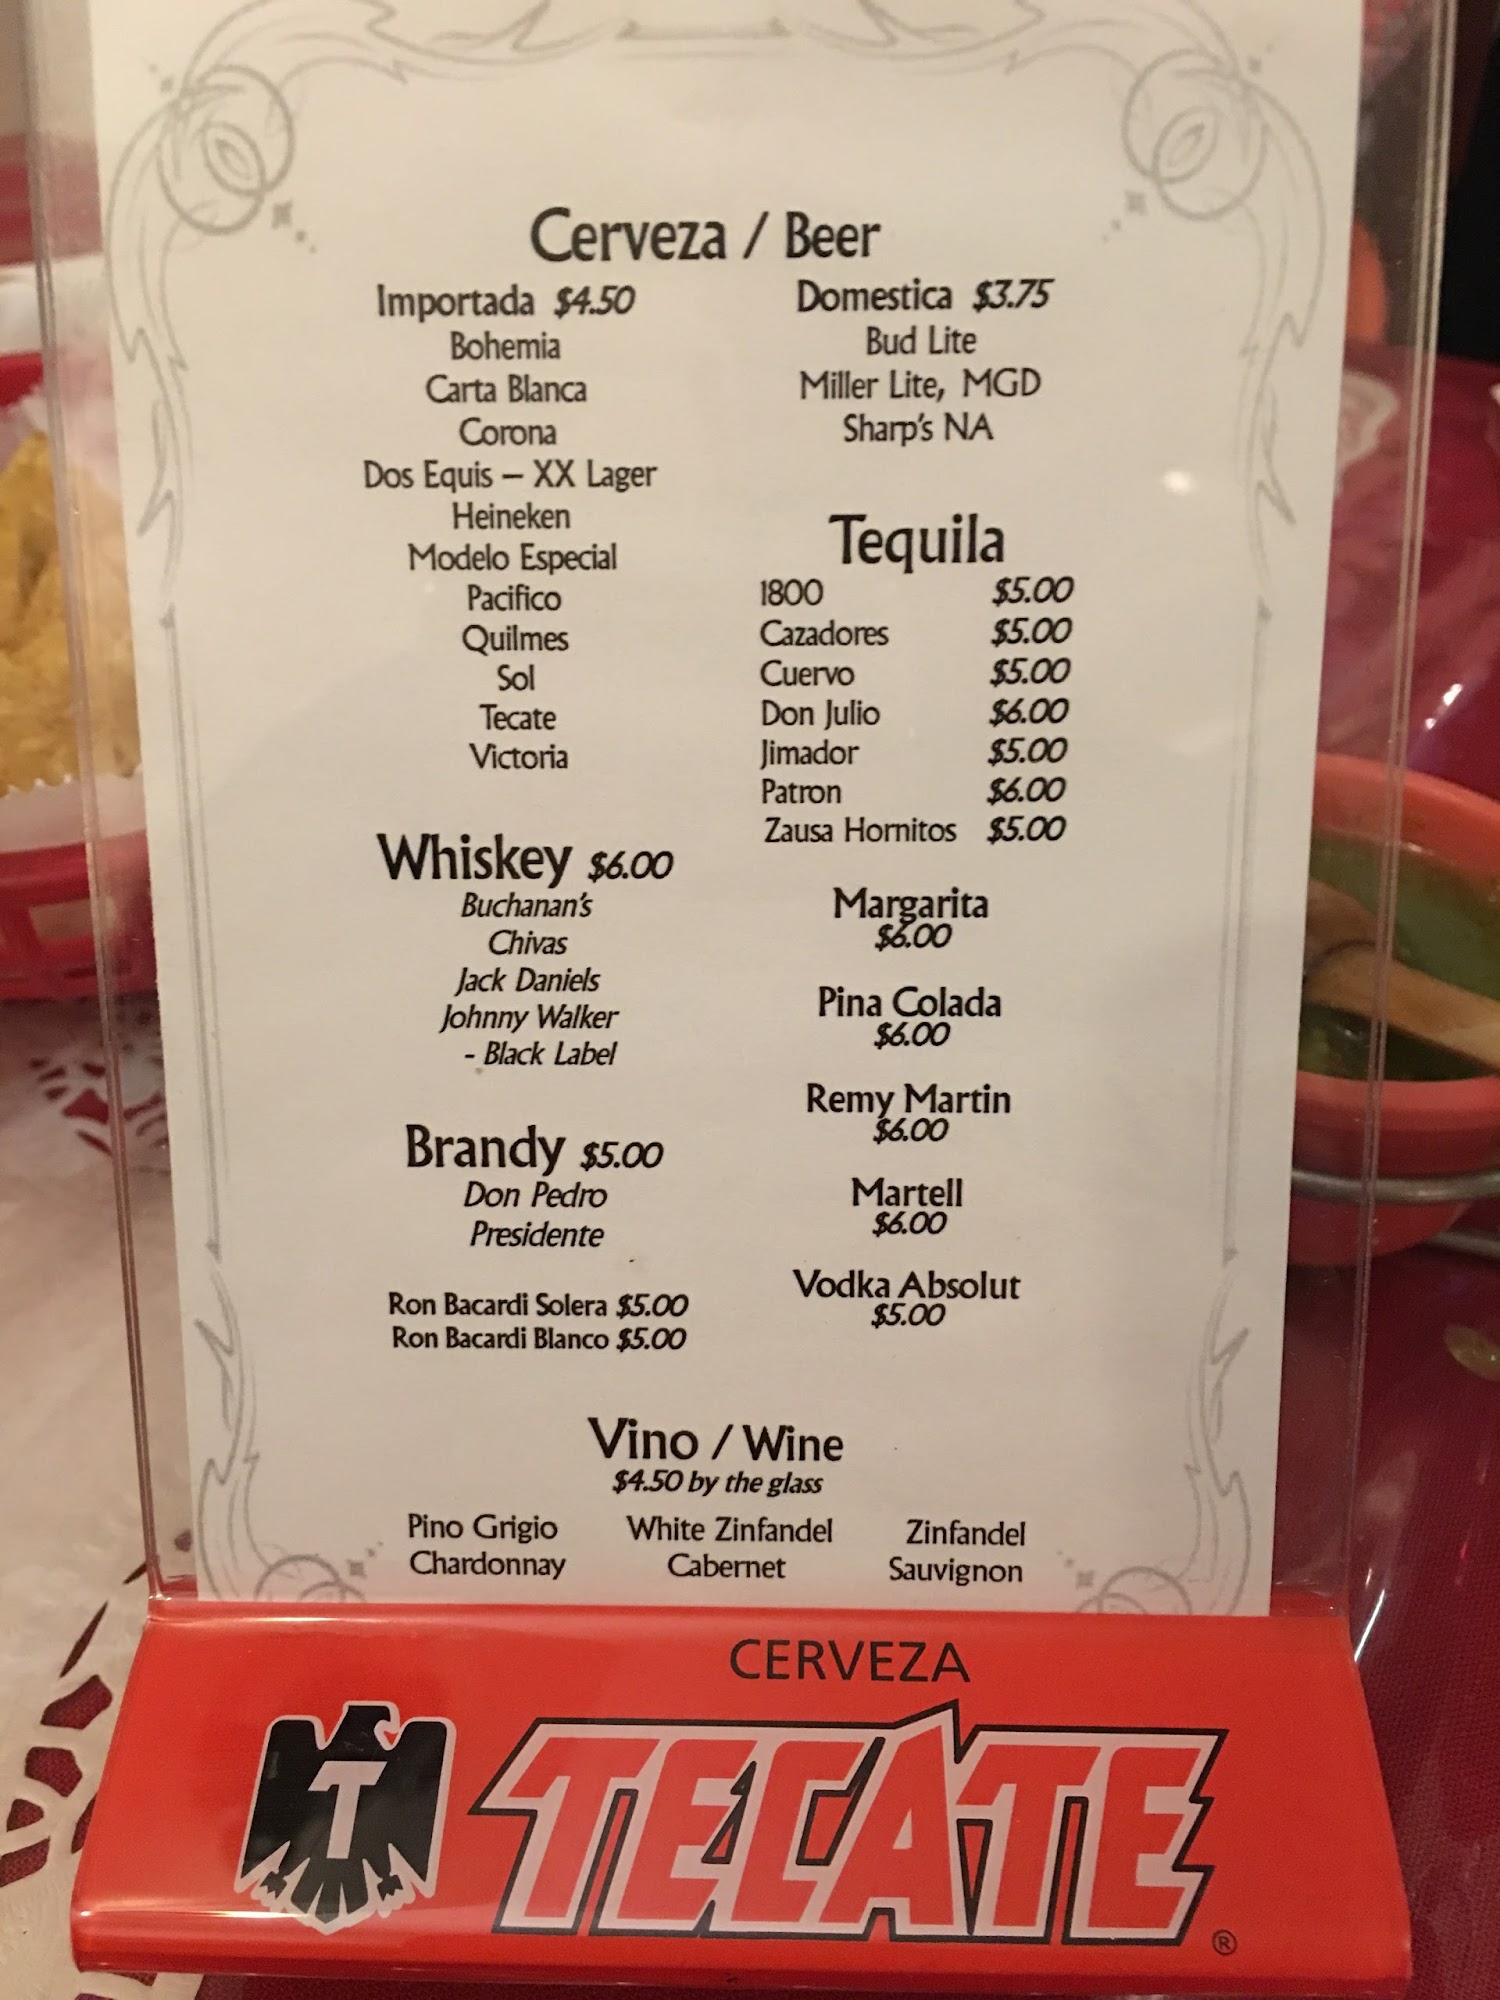 Cerveza / Beer
Importada $4.50
Bohemia
Carta Blanca
Corona
Dos Equis – XX Lager
Heineken
Modelo Especial
Pacifico
Quilmes
Sol
Tecate
Victoria
Domestica $3.75
Bud Lite
Miller Lite, MGD
Sharp's NA
Tequila
1800 $5.00
Cazadores $5.00
Cuervo $5.00
Don Julio $6.00
Jimador $5.00
Patron $6.00
Zausa Hornitos $5.00
Whiskey $6.00
Buchanan's
Chivas
Jack Daniels
Johnny Walker
- Black Label
Brandy $5.00
Don Pedro
Presidente
Ron Bacardi Solera $5.00
Ron Bacardi Blanco $5.00
Margarita
$6.00
Pina Colada
$6.00
Remy Martin
$6.00
Martell
$6.00
Vodka Absolut
$5.00
Vino / Wine
$4.50 by the glass
Pino Grigio White Zinfandel Zinfandel
Chardonnay Cabernet Sauvignon
CERVEZA
T
TECATE ®